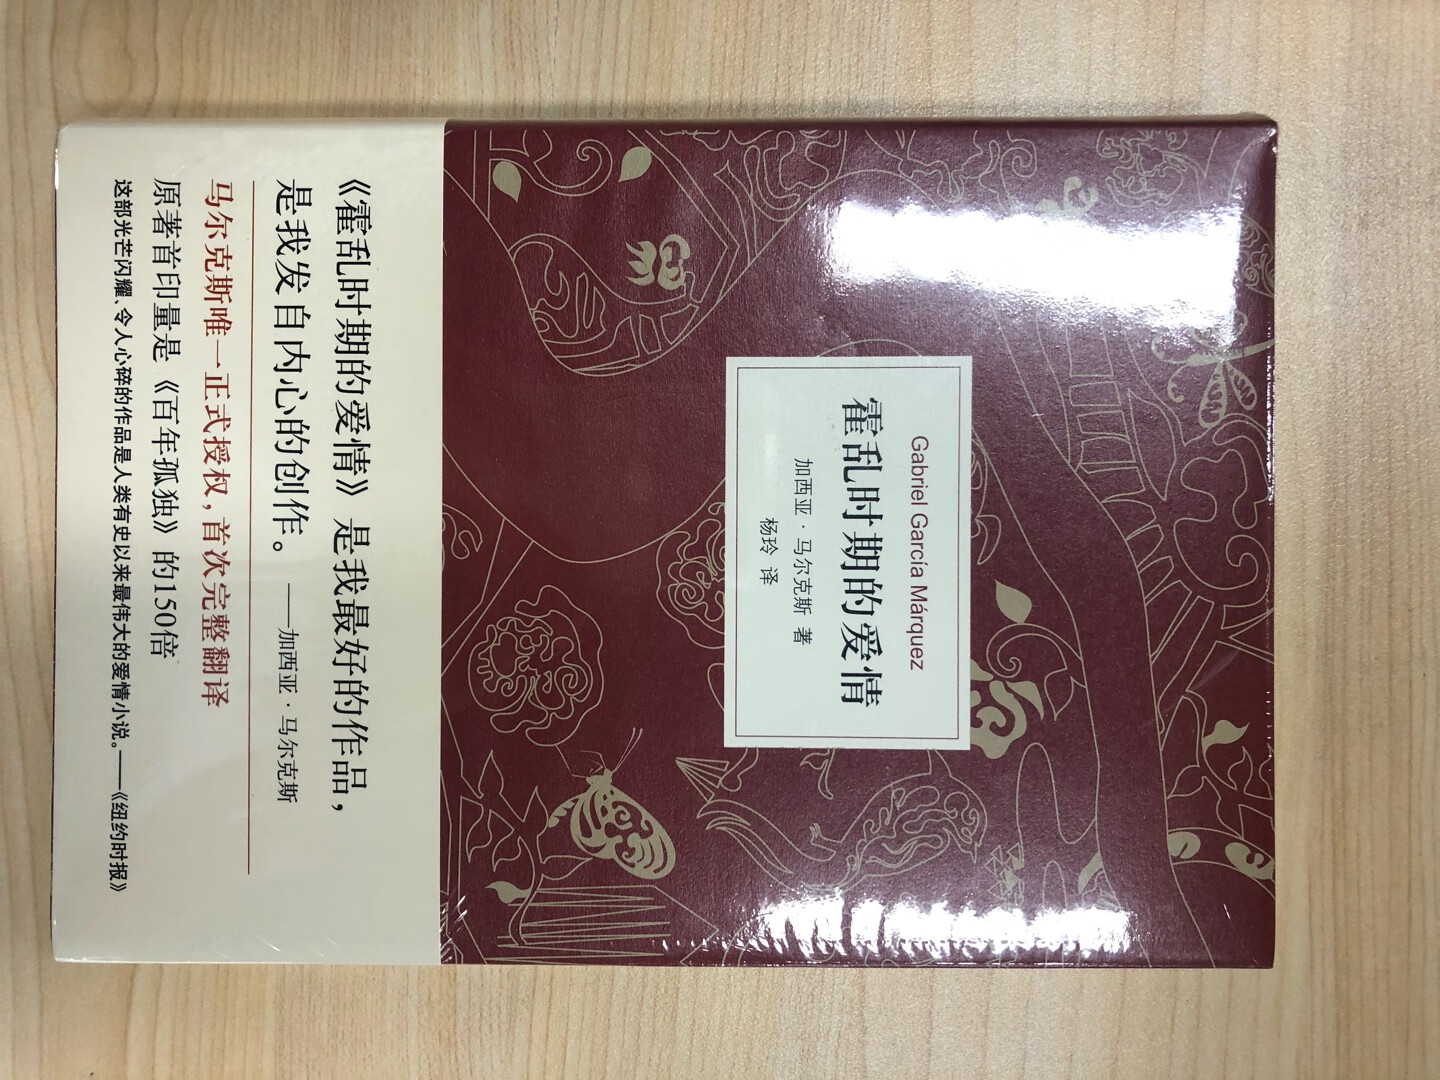 Gabriel García Márquez
霍乱时期的爱情
加西亚·马尔克斯 著
杨玲 译
《霍乱时期的爱情》是我最好的作品，
是我发自内心的创作。——加西亚·马尔克斯
马尔克斯唯一正式授权，首次完整翻译
原著首印量是《百年孤独》的150倍
这部光芒闪耀、令人心碎的作品是人类有史以来最伟大的爱情小说。——《纽约时报》